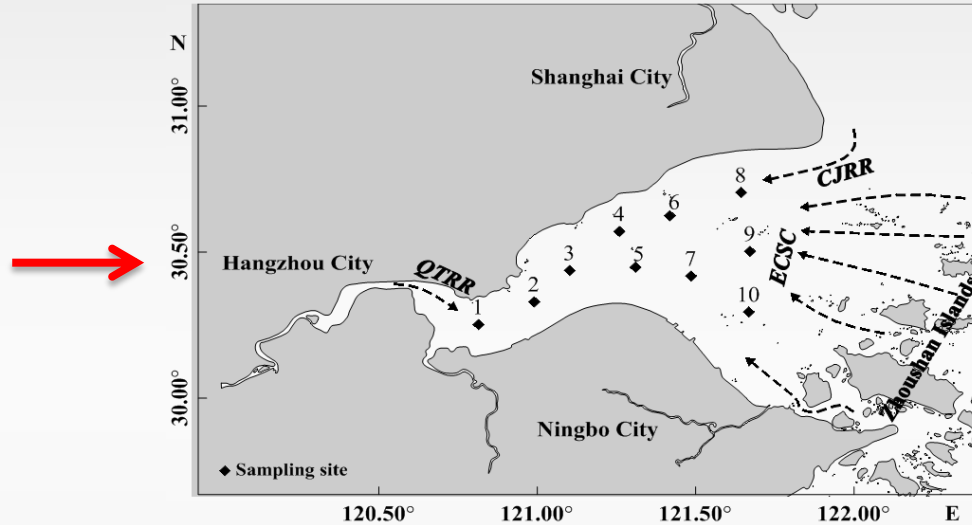 N
Shanghai City
31.00°
CJRR
8
6
4
30.50°
9
ECSC
3
5
7
Hangzhou City
QTRR
2
10
1
Zhoushan Islands
30.00°
Ningbo City
Sampling site
120.50°
121.00°
121.50°
122.00°
E